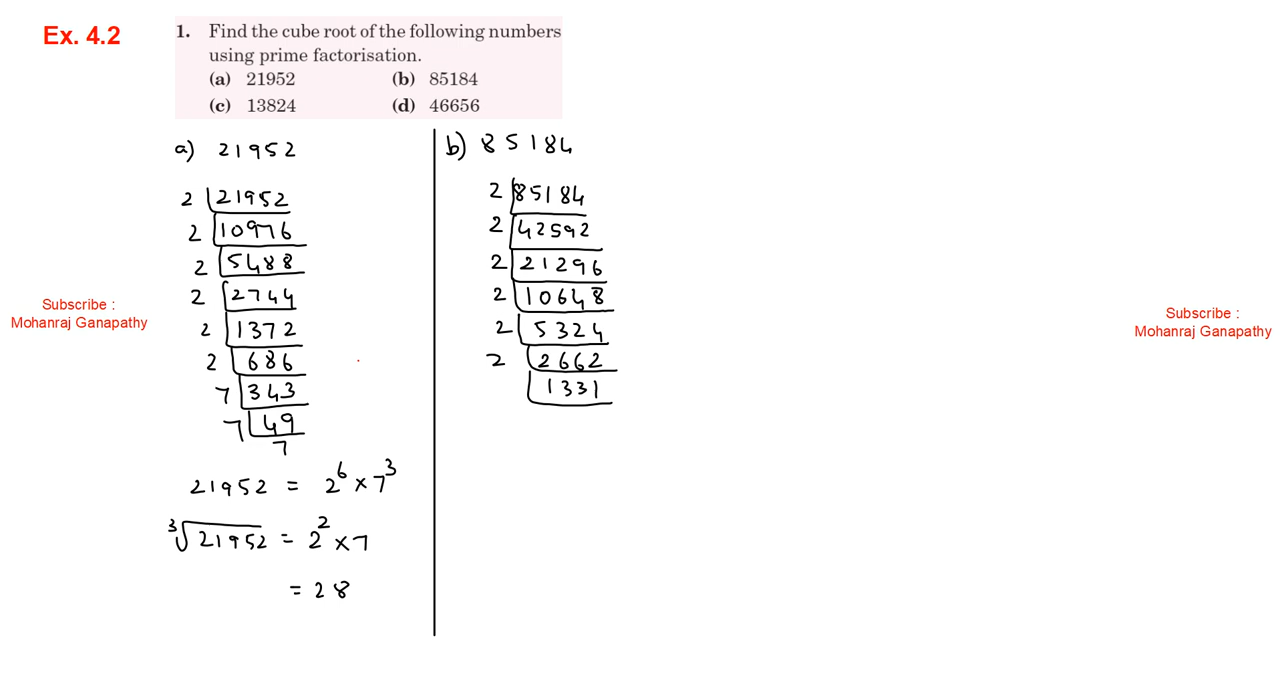 Ex. 4.2
1. Find the cube root of the following numbers
using prime factorisation.
(a) 21952 (b) 85184
(c) 13824 (d) 46656
a) 21952
2 21952
2 10976
2 5488
2 2744
2 1372
2 686
7 343
7 49
7
21952 = 2^6 × 7^3
∛21952 = 2^2 × 7
= 28
b) 85184
2 85184
2 42592
2 21296
2 10648
2 5324
2 2662
1331
Subscribe :
Mohanraj Ganapathy
Subscribe :
Mohanraj Ganapathy